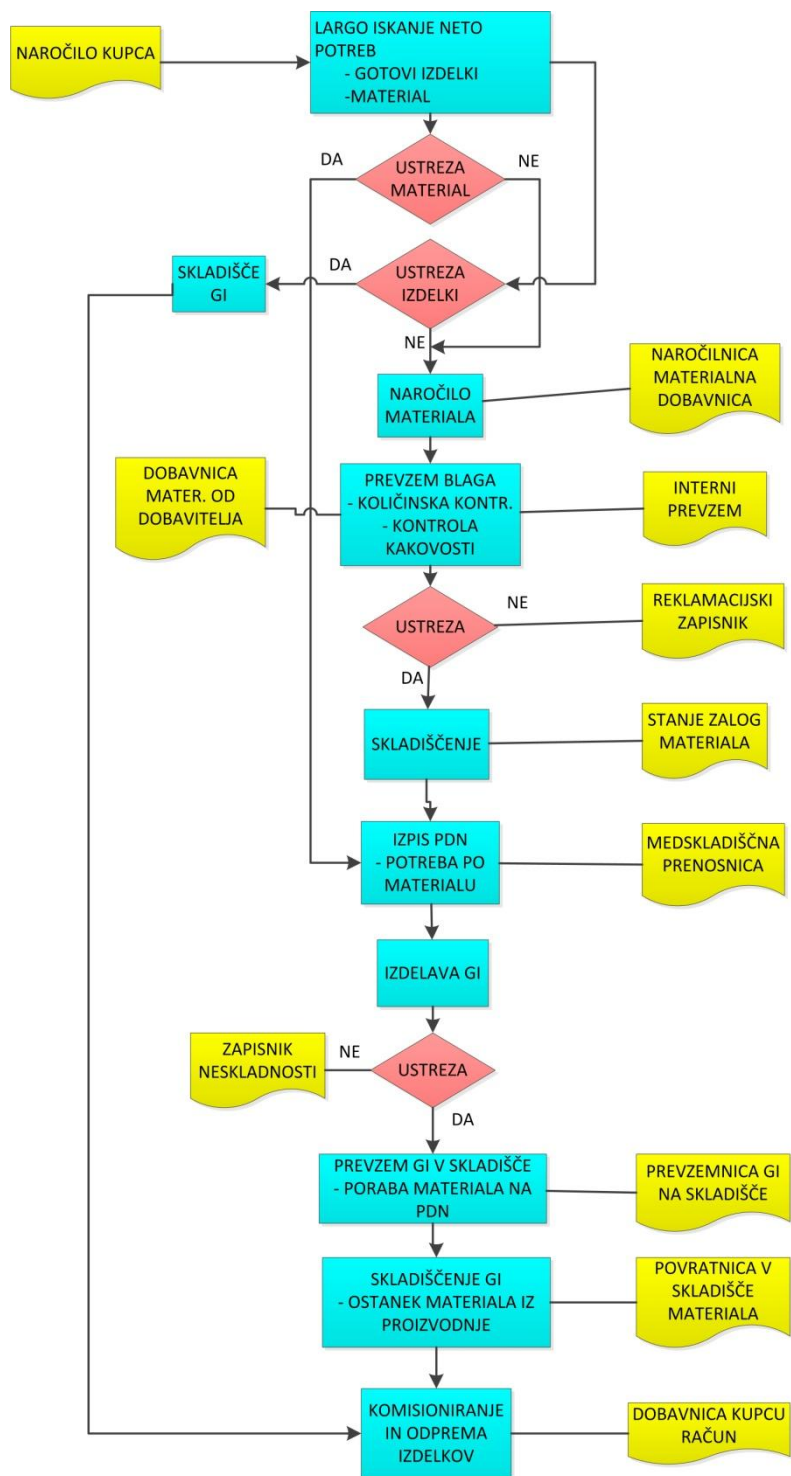 NAROČILO KUPCA
LARGO ISKANJE NETO
POTREB
- GOTOVI IZDELKI
-MATERIAL
DA
NE
USTREZA
MATERIAL
SKLADIŠČE
GI
DA
USTREZA
IZDELKI
NE
NAROČILO
MATERIALA
NAROČILNICA
MATERIALNA
DOBAVNICA
DOBAVNICA
MATER. OD
DOBAVITELJA
PREVZEM BLAGA
- KOLIČINSKA KONTR.
- KONTROLA
KAKOVOSTI
INTERNI
PREVZEM
USTREZA
NE
REKLAMACIJSKI
ZAPISNIK
DA
SKLADIŠČENJE
STANJE ZALOG
MATERIALA
IZPIS PDN
- POTREBA PO
MATERIALU
MEDSKLADIŠČNA
PRENOSNICA
IZDELAVA GI
ZAPISNIK
NESKLADNOSTI
NE
USTREZA
DA
PREVZEM GI V SKLADIŠČE
- PORABA MATERIALA NA
PDN
PREVZEMNICA GI
NA SKLADIŠČE
SKLADIŠČENJE GI
- OSTANEK MATERIALA IZ
PROIZVODNJE
POVRATNICA V
SKLADIŠČE
MATERIALA
KOMISIONIRANJE
IN ODPREMA
IZDELKOV
DOBAVNICA KUPCU
RAČUN